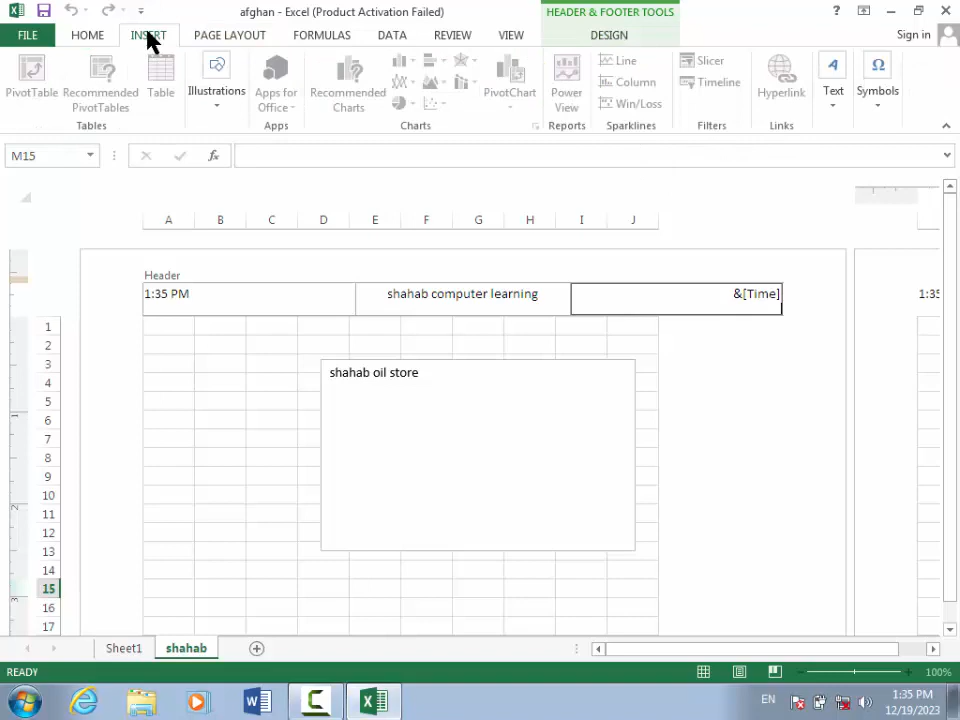 afghan - Excel (Product Activation Failed)
HEADER & FOOTER TOOLS
?
FILE
HOME
INSERT
PAGE LAYOUT
FORMULAS
DATA
REVIEW
VIEW
DESIGN
Sign in
PivotTable
Recommended PivotTables
Table
Illustrations
Apps for Office
Recommended Charts
PivotChart
Power View
Line
Column
Win/Loss
Slicer
Timeline
Hyperlink
Text
Symbols
Tables
Apps
Charts
Reports
Sparklines
Filters
Links
M15
fx
A B C D E F G H I J
Header
1:35 PM
shahab computer learning
&[Time]
1:35
1
2
3
shahab oil store
4
5
6
7
8
9
10
11
12
13
14
15
16
17
Sheet1
shahab
READY
100%
EN
1:35 PM
12/19/2023